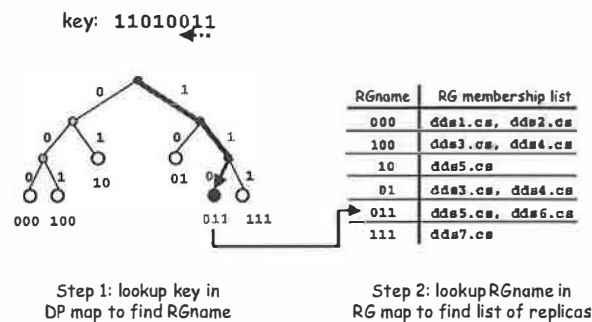 key: 11010011
0 1
0 1 0 1
0 1 10 01 0 1
000 100 011 111
RGname RG membership list
000 dds1.cs, dds2.cs
100 dds3.cs, dds4.cs
10 dds5.cs
01 dds3.cs, dds4.cs
011 dds5.cs, dds6.cs
111 dds7.cs
Step 1: lookup key in
DP map to find RGname
Step 2: lookup RGname in
RG map to find list of replicas